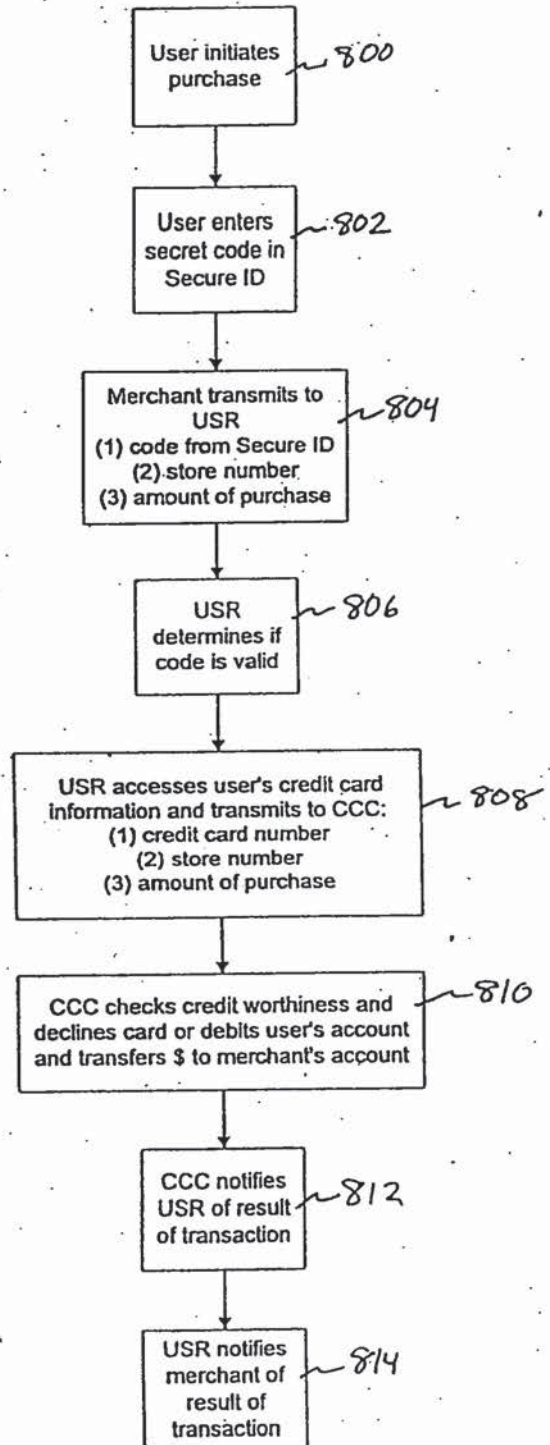 User initiates
purchase
800
User enters
secret code in
Secure ID
802
Merchant transmits to
USR
(1) code from Secure ID
(2) store number
(3) amount of purchase
804
USR
determines if
code is valid
806
USR accesses user's credit card
information and transmits to CCC:
(1) credit card number
(2) store number
(3) amount of purchase
808
CCC checks credit worthiness and
declines card or debits user's account
and transfers $ to merchant's account
810
CCC notifies
USR of result
of transaction
812
USR notifies
merchant of
result of
transaction
814